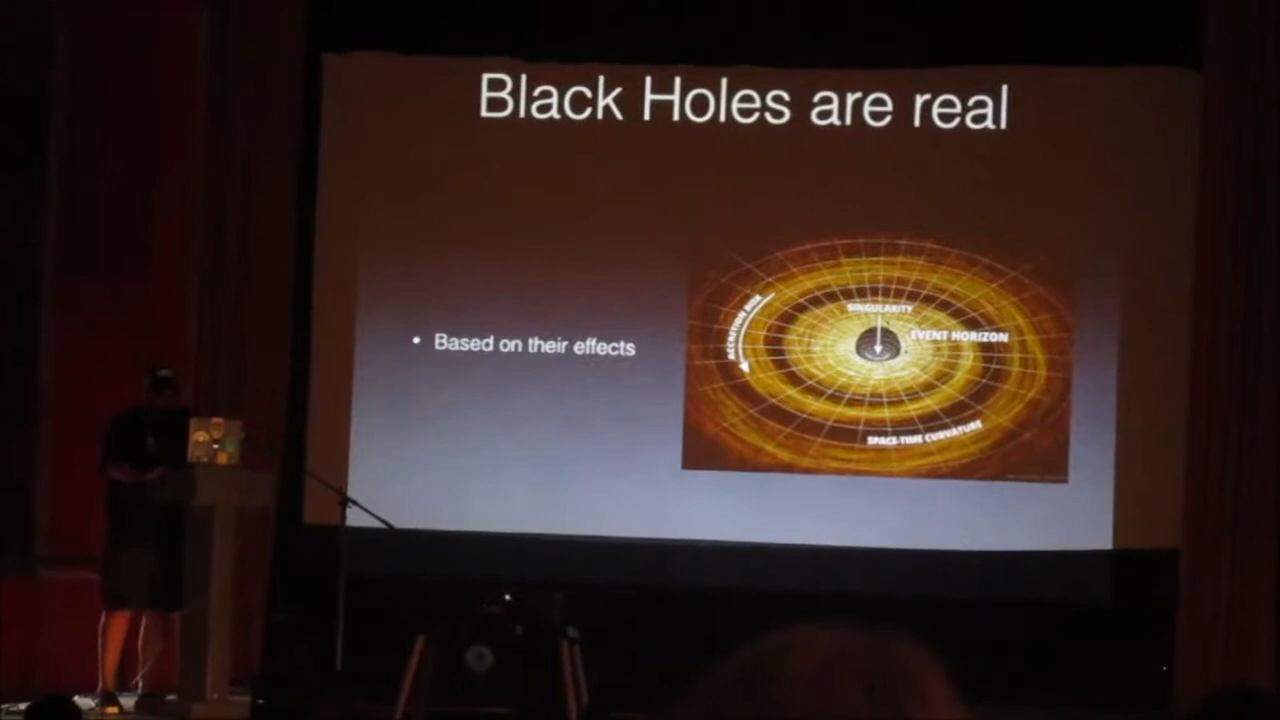 Black Holes are real
• Based on their effects
ACCRETION DISK
SINGULARITY
EVENT HORIZON
SPACE-TIME CURVATURE